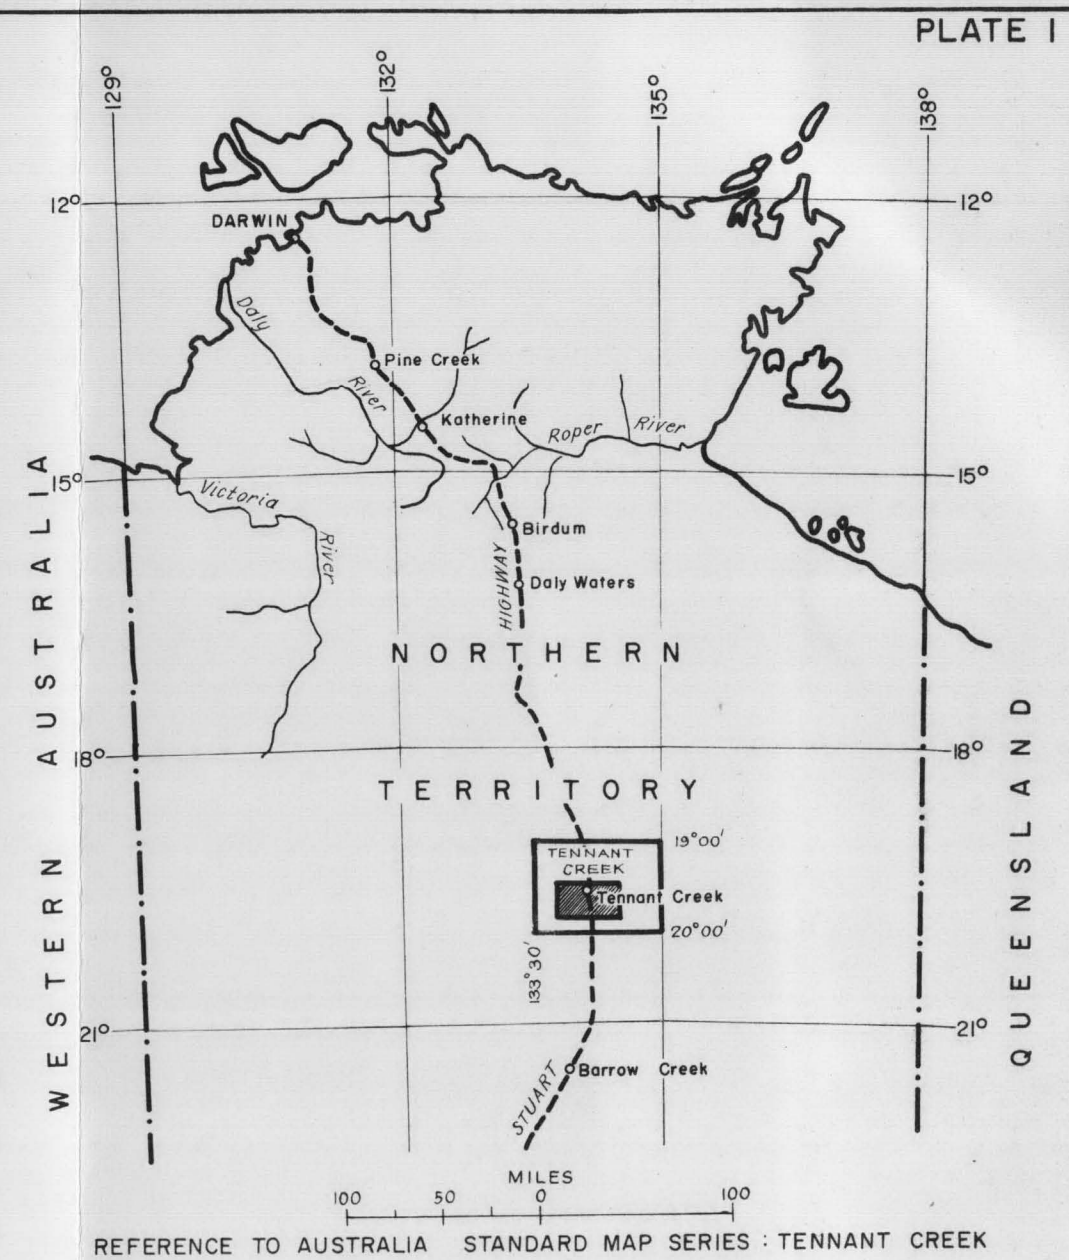 PLATE 1
129°
132°
135°
138°
12°
12°
DARWIN
Daly
River
Pine Creek
Katherine
Roper
River
15°
15°
Victoria
River
Birdum
HIGHWAY
Daly Waters
NORTHERN
18°
18°
TERRITORY
WESTERN AUSTRALIA
QUEENSLAND
19°00'
TENNANT
CREEK
Tennant Creek
20°00'
133°30'
21°
21°
Barrow Creek
STUART
MILES
100 50 0 100
REFERENCE TO AUSTRALIA STANDARD MAP SERIES : TENNANT CREEK